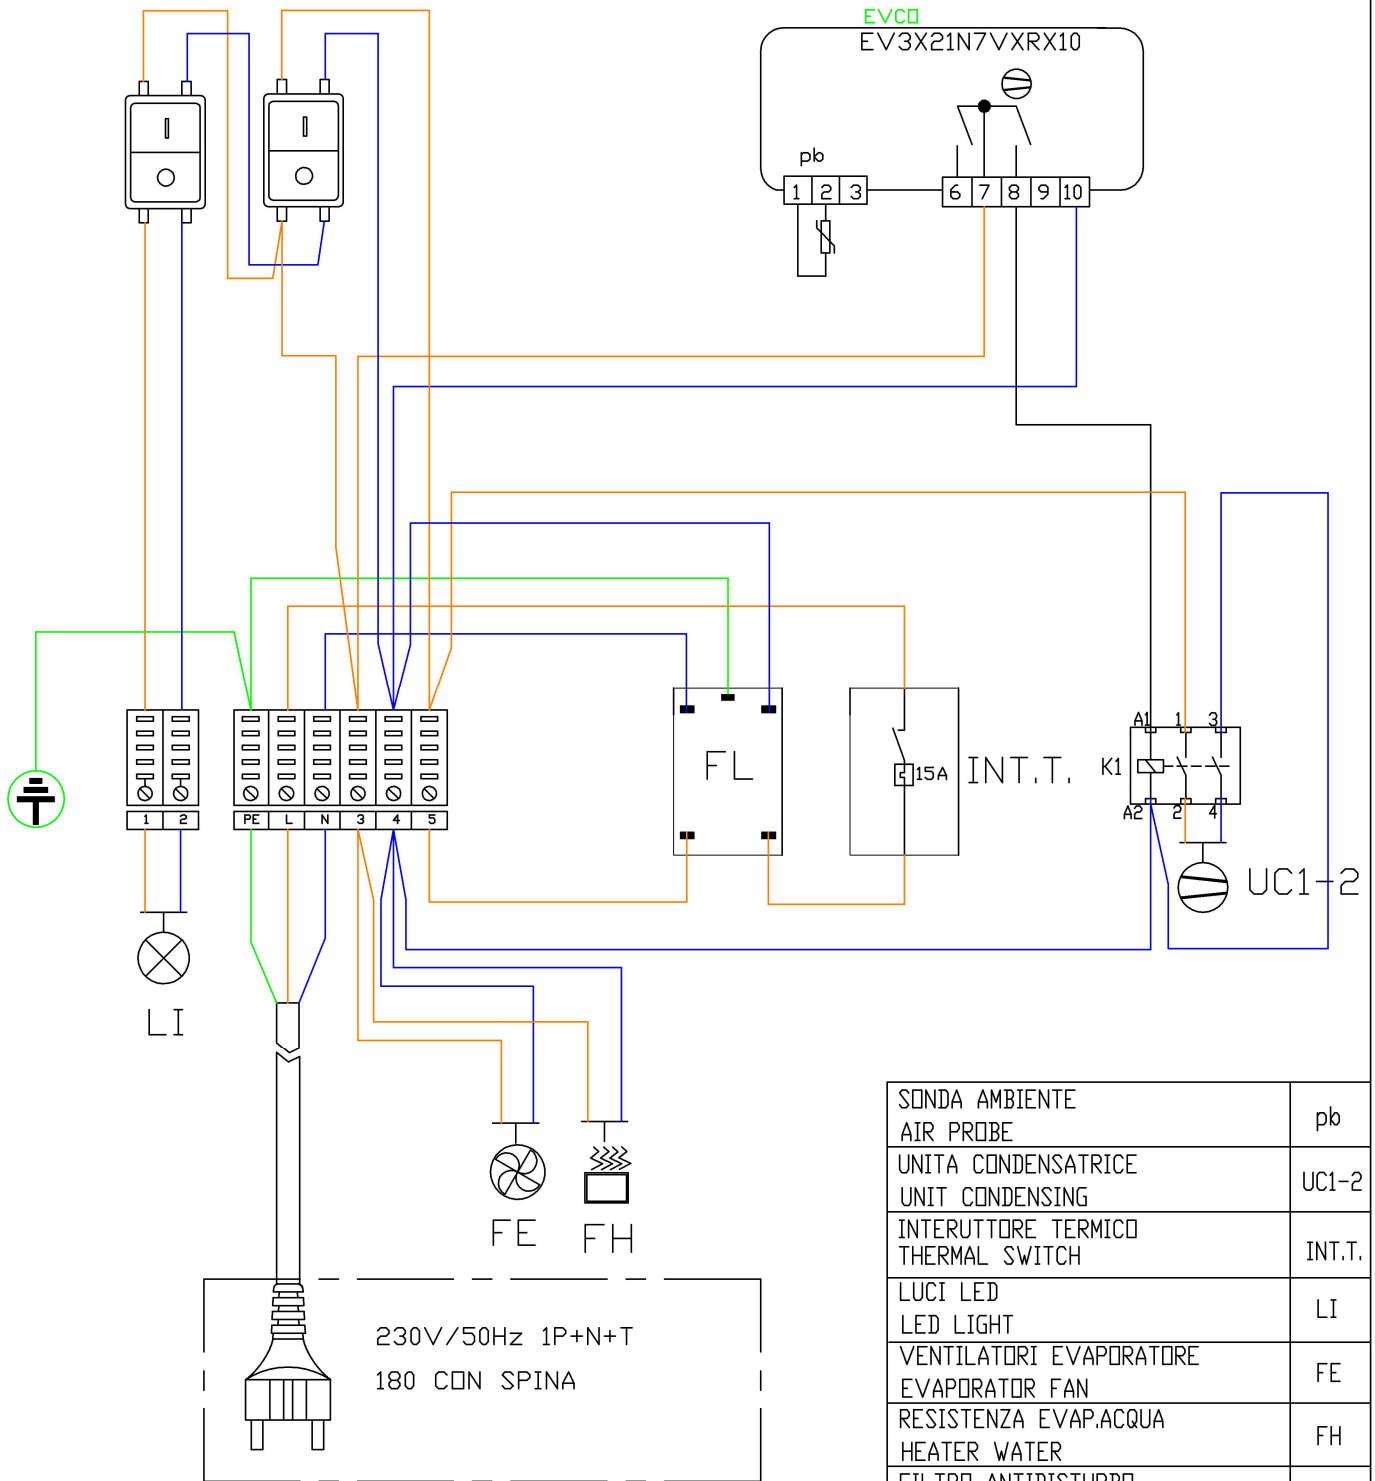 EVCO
EV3X21N7VXRX10
pb
1 2 3
6 7 8 9 10
FL
15A
INT.T.
A1 1 3
K1
A2 2 4
UC1-2
1 2
PE L N 3 4 5
LI
FE
FH
230V/50Hz 1P+N+T
180 CON SPINA
SONDA AMBIENTE
AIR PROBE
pb
UNITA CONDENSATRICE
UNIT CONDENSING
UC1-2
INTERUTTORE TERMICO
THERMAL SWITCH
INT.T.
LUCI LED
LED LIGHT
LI
VENTILATORI EVAPORATORE
EVAPORATOR FAN
FE
RESISTENZA EVAP.ACQUA
HEATER WATER
FH
FILTRO ANTIDISTURBO